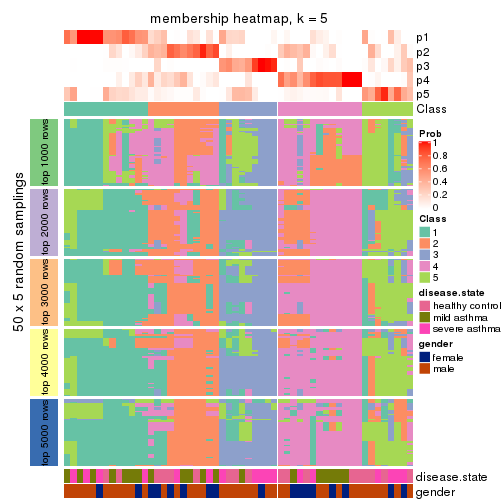 membership heatmap, k = 5
p1
p2
p3
p4
p5
Class
50 x 5 random samplings
top 1000 rows
top 2000 rows
top 3000 rows
top 4000 rows
top 5000 rows
Prob
1
0.8
0.6
0.4
0.2
0
Class
1
2
3
4
5
disease.state
healthy control
mild asthma
severe asthma
gender
female
male
disease.state
gender